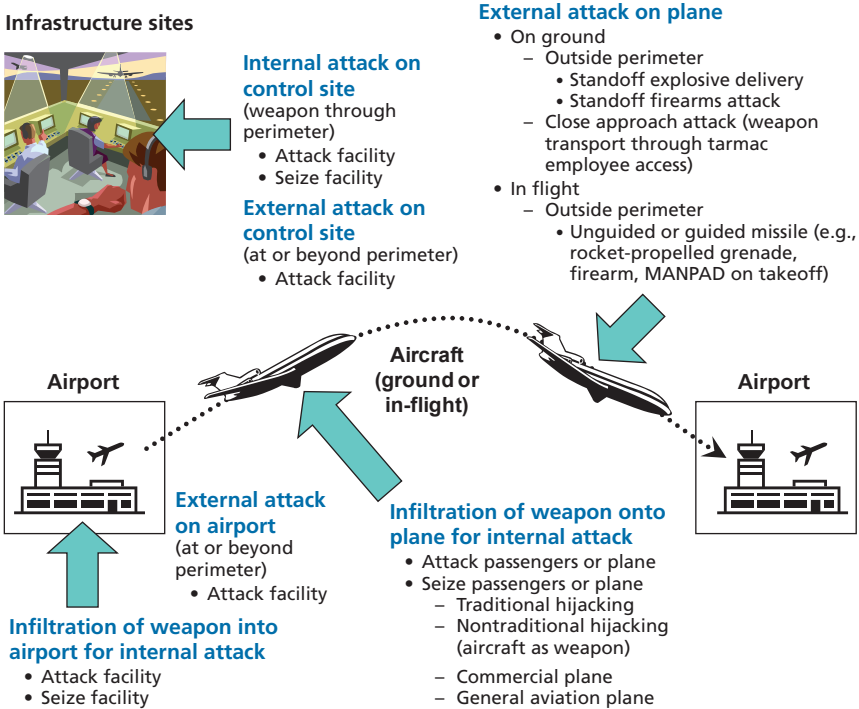 Infrastructure sites
Internal attack on
control site
(weapon through
perimeter)
• Attack facility
• Seize facility
External attack on
control site
(at or beyond perimeter)
• Attack facility
External attack on plane
• On ground
– Outside perimeter
• Standoff explosive delivery
• Standoff firearms attack
– Close approach attack (weapon
transport through tarmac
employee access)
• In flight
– Outside perimeter
• Unguided or guided missile (e.g.,
rocket-propelled grenade,
firearm, MANPAD on takeoff)
Airport
Aircraft
(ground or
in-flight)
Airport
External attack
on airport
(at or beyond
perimeter)
• Attack facility
Infiltration of weapon into
airport for internal attack
• Attack facility
• Seize facility
Infiltration of weapon onto
plane for internal attack
• Attack passengers or plane
• Seize passengers or plane
– Traditional hijacking
– Nontraditional hijacking
(aircraft as weapon)
– Commercial plane
– General aviation plane